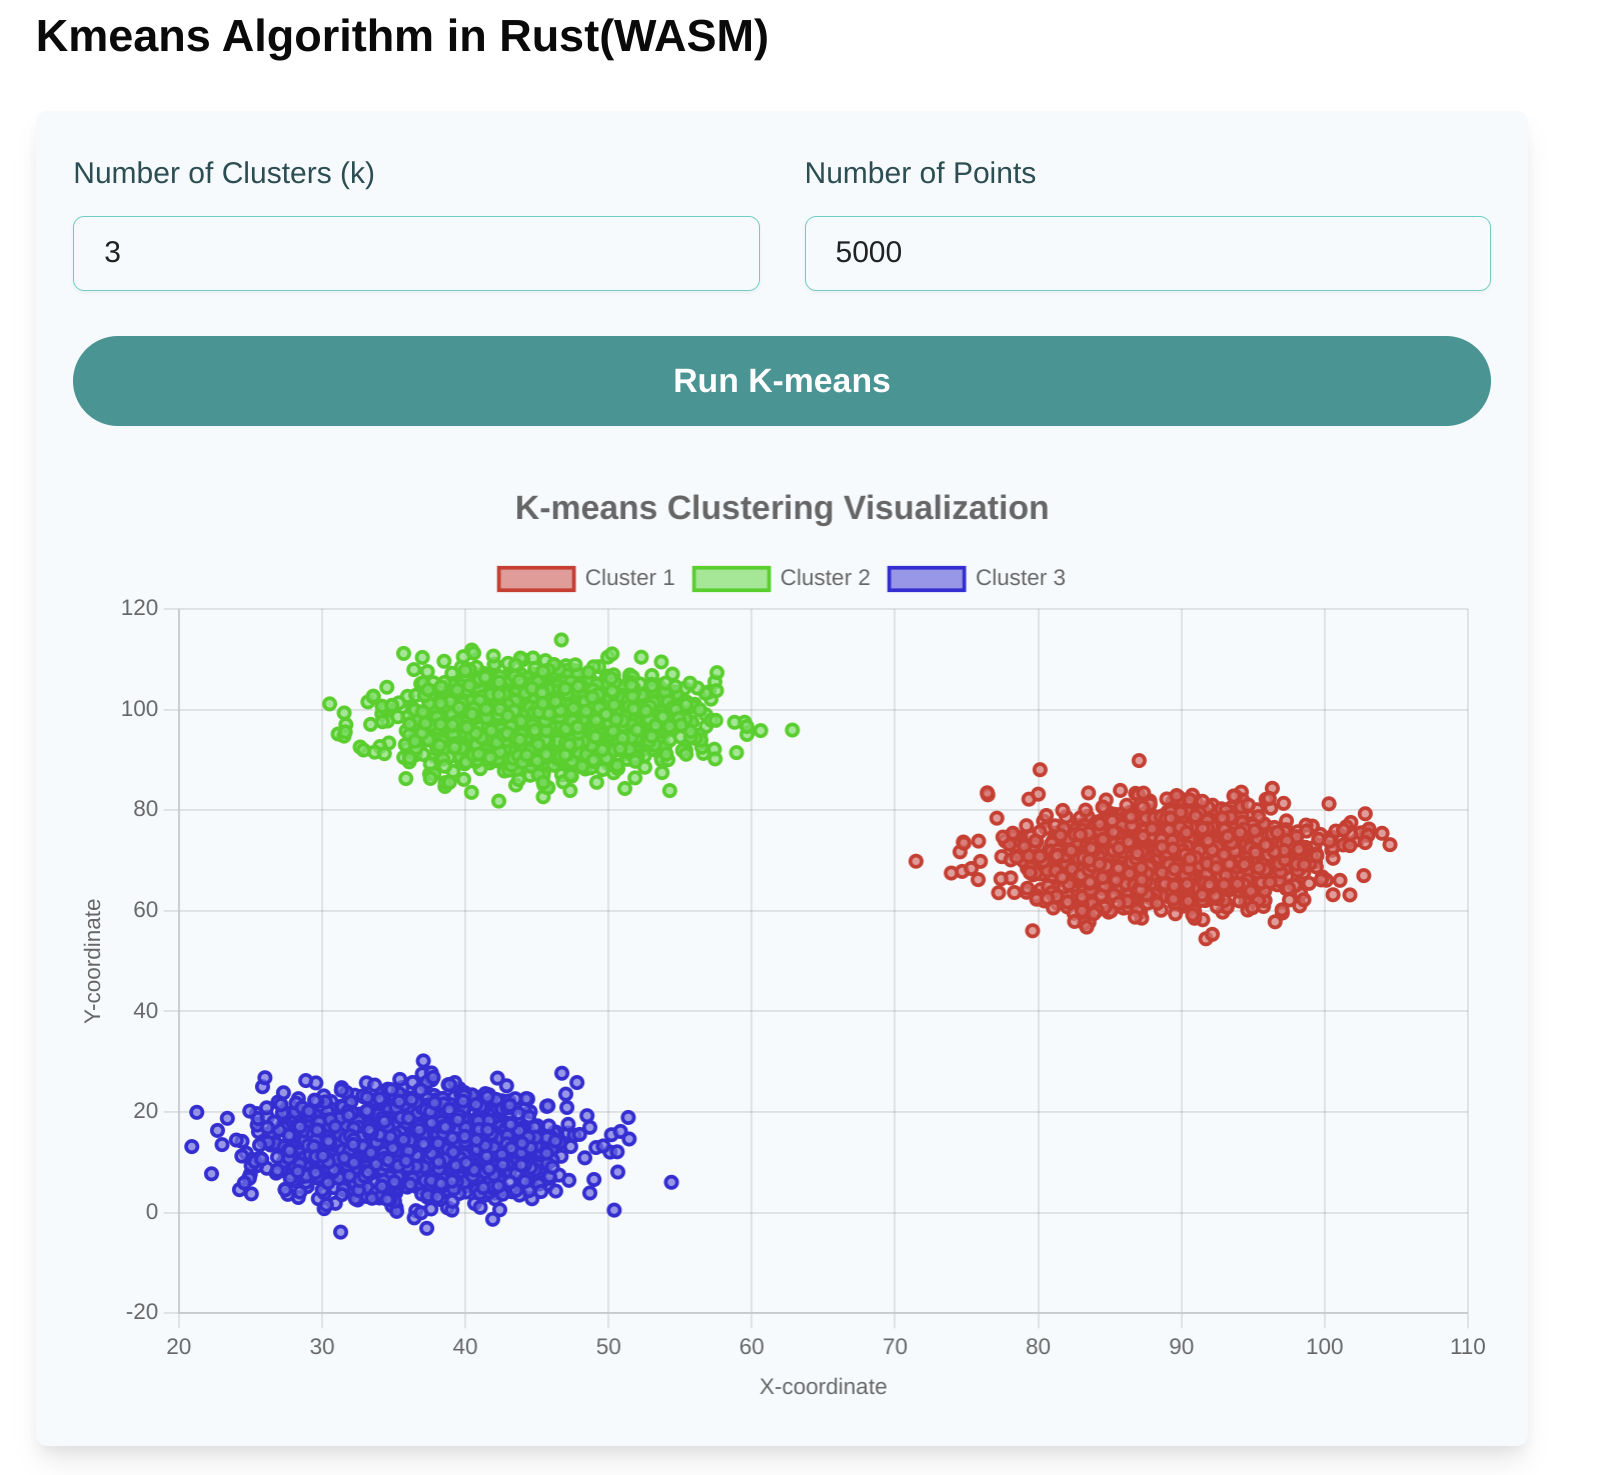 Kmeans Algorithm in Rust(WASM)
Number of Clusters (k)
Number of Points
3
5000
Run K-means
K-means Clustering Visualization
Cluster 1
Cluster 2
Cluster 3
120
100
80
60
40
20
0
-20
Y-coordinate
20
30
40
50
60
70
80
90
100
110
X-coordinate